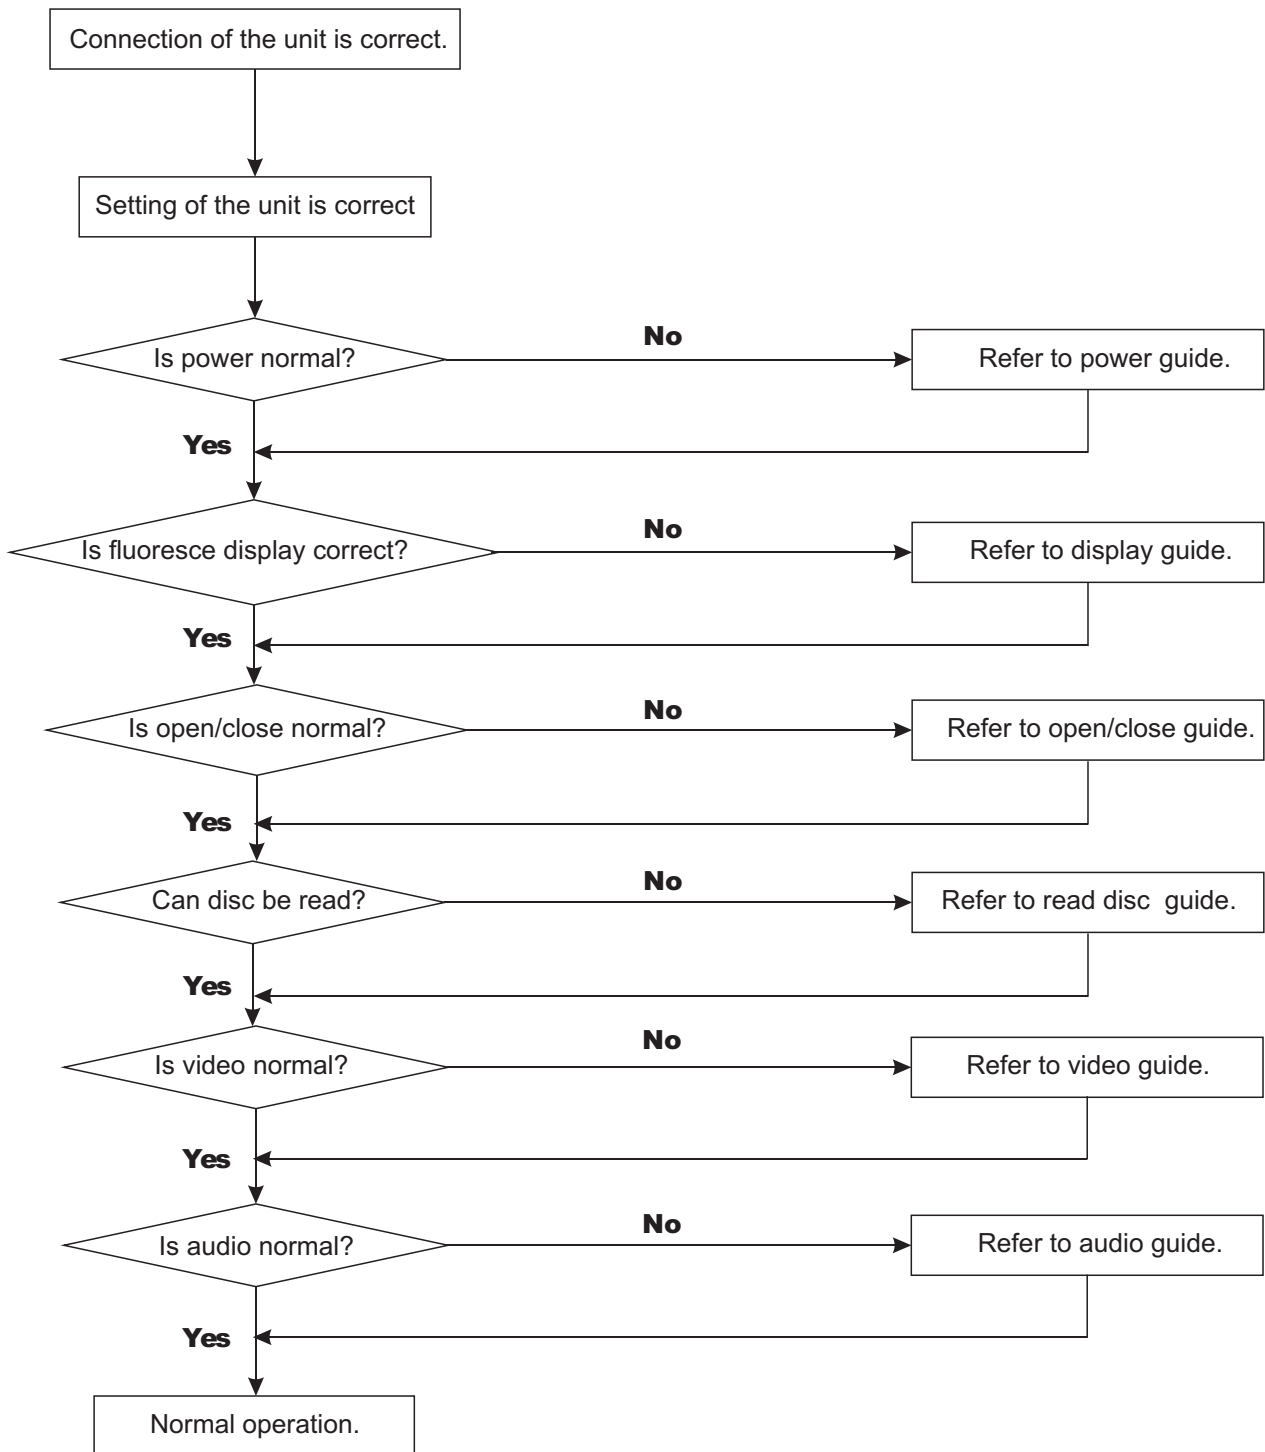 Connection of the unit is correct.
Setting of the unit is correct
Is power normal?
No
Refer to power guide.
Yes
Is fluoresce display correct?
No
Refer to display guide.
Yes
Is open/close normal?
No
Refer to open/close guide.
Yes
Can disc be read?
No
Refer to read disc guide.
Yes
Is video normal?
No
Refer to video guide.
Yes
Is audio normal?
No
Refer to audio guide.
Yes
Normal operation.